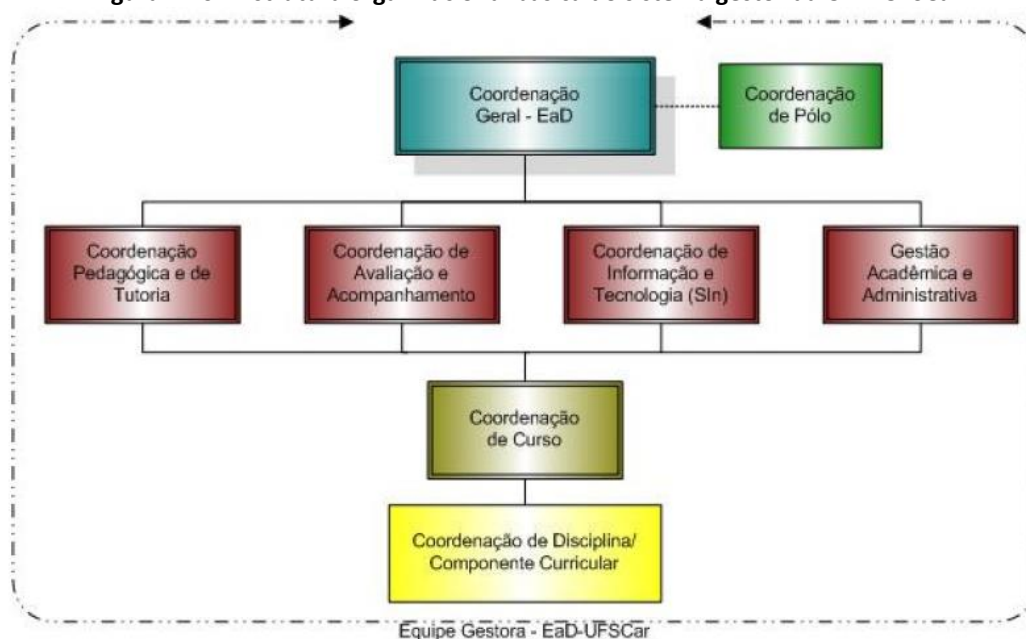 Coordenação
Geral - EaD
Coordenação
de Pólo
Coordenação
Pedagógica e de
Tutoria
Coordenação de
Avaliação e
Acompanhamento
Coordenação de
Informação e
Tecnologia (SIn)
Gestão
Acadêmica e
Administrativa
Coordenação
de Curso
Coordenação de Disciplina/
Componente Curricular
Equipe Gestora - EaD-UFSCar